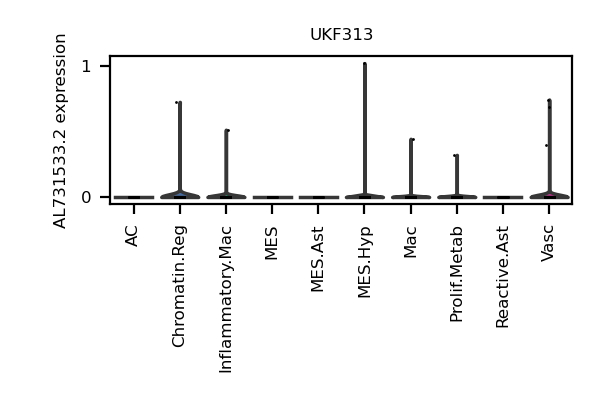 UKF313
AL731533.2 expression
1
0
AC
Chromatin.Reg
Inflammatory.Mac
MES
MES.Ast
MES.Hyp
Mac
Prolif.Metab
Reactive.Ast
Vasc